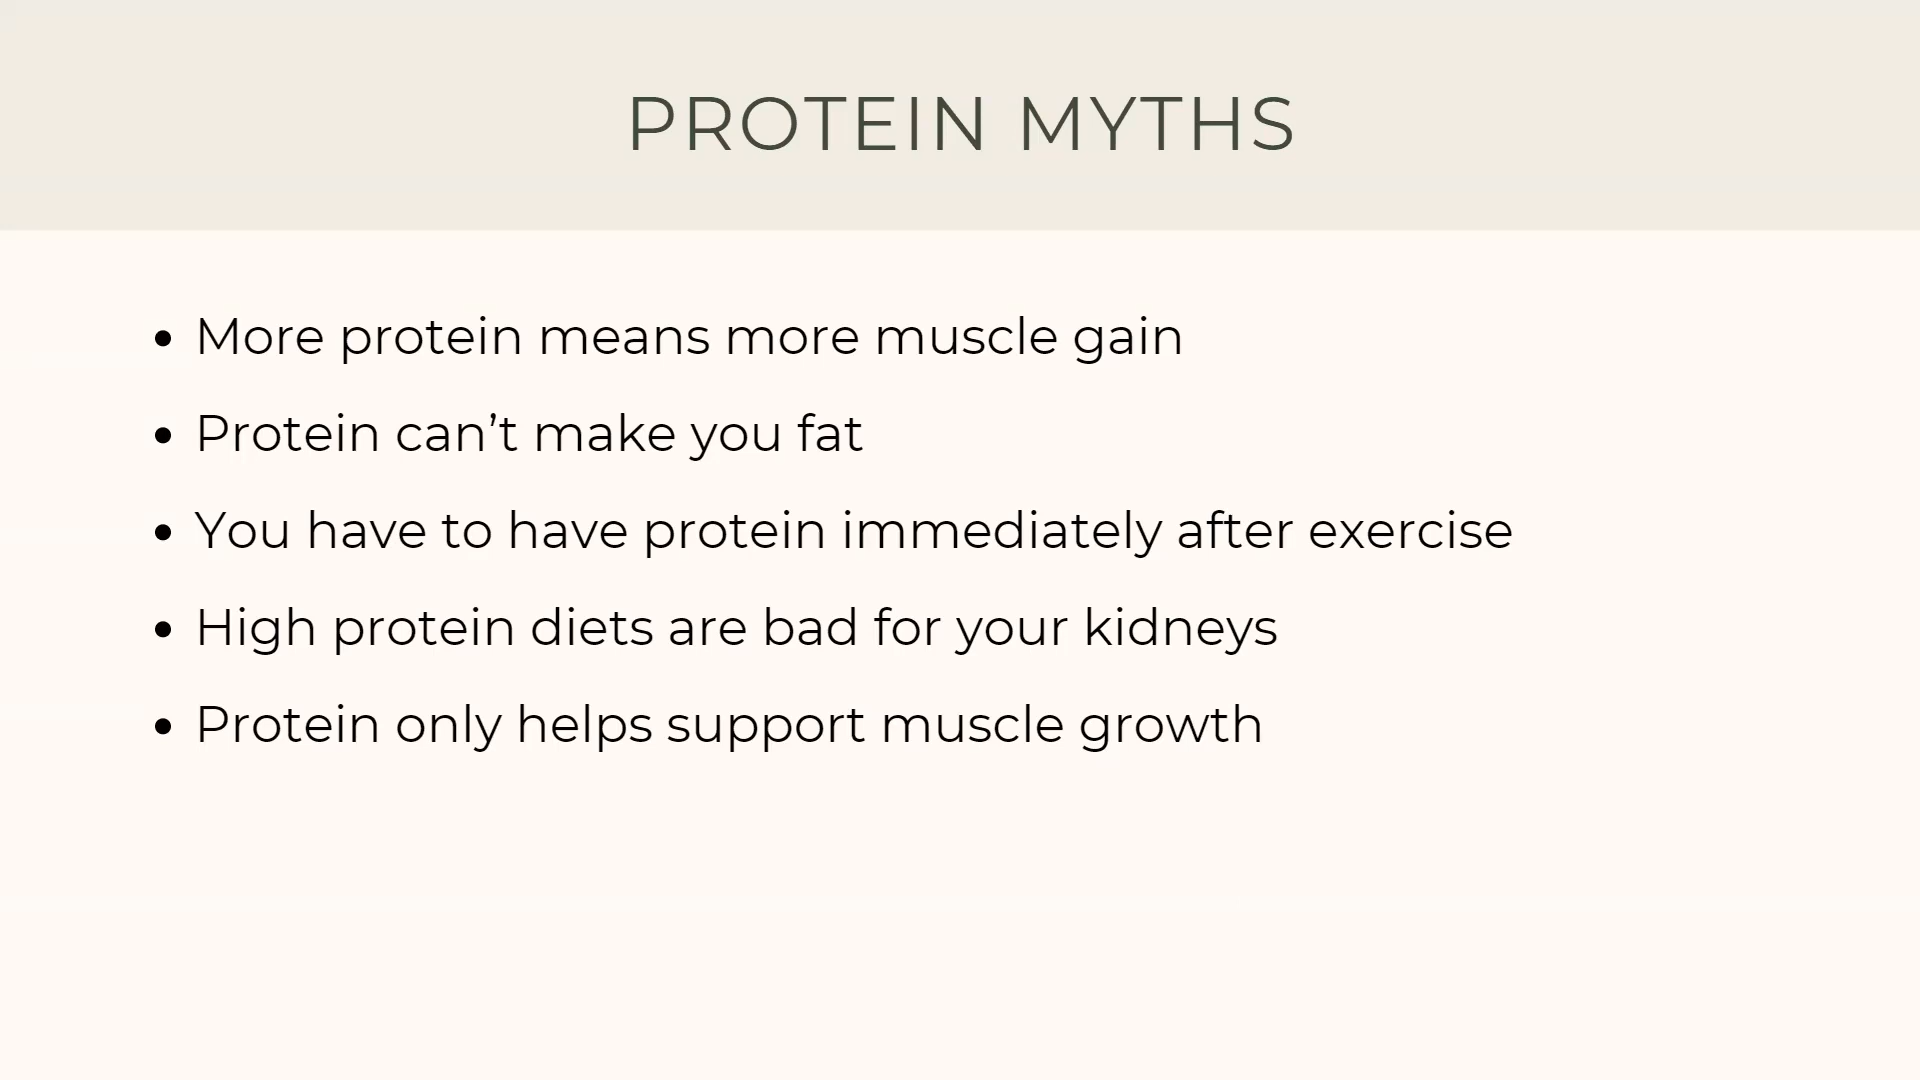 PROTEIN MYTHS
• More protein means more muscle gain
• Protein can’t make you fat
• You have to have protein immediately after exercise
• High protein diets are bad for your kidneys
• Protein only helps support muscle growth